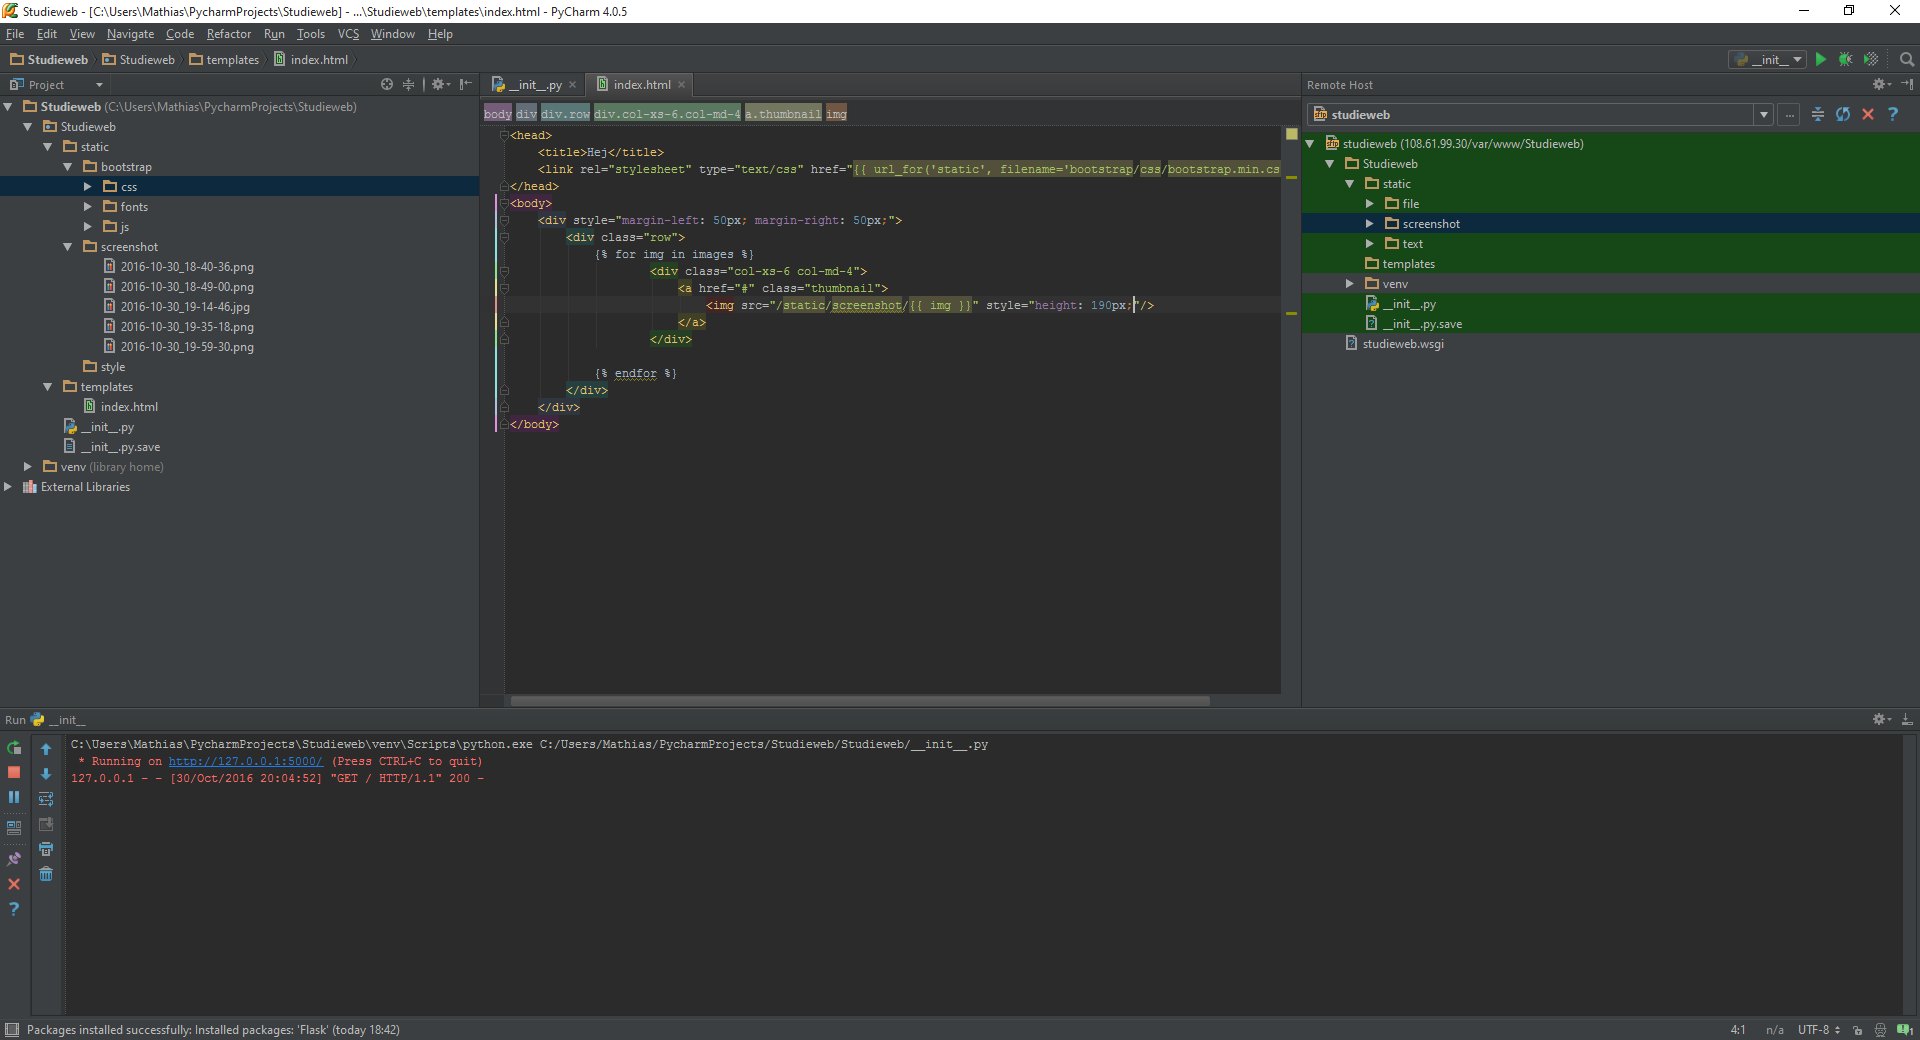 Studieweb - [C:\Users\Mathias\PycharmProjects\Studieweb] - ...\Studieweb\templates\index.html - PyCharm 4.0.5
File Edit View Navigate Code Refactor Run Tools VCS Window Help
Studieweb Studieweb templates index.html
__init__
Project
Studieweb (C:\Users\Mathias\PycharmProjects\Studieweb)
Studieweb
static
bootstrap
css
fonts
js
screenshot
2016-10-30_18-40-36.png
2016-10-30_18-49-00.png
2016-10-30_19-14-46.jpg
2016-10-30_19-35-18.png
2016-10-30_19-59-30.png
style
templates
index.html
__init__.py
__init__.py.save
venv (library home)
External Libraries
__init__.py index.html
body div div.row div.col-xs-6.col-md-4 a.thumbnail img
<head>
<title>Hej</title>
<link rel="stylesheet" type="text/css" href="{{ url_for('static', filename='bootstrap/css/bootstrap.min.cs
</head>
<body>
<div style="margin-left: 50px; margin-right: 50px;">
<div class="row">
{% for img in images %}
<div class="col-xs-6 col-md-4">
<a href="#" class="thumbnail">
<img src="/static/screenshot/{{ img }}" style="height: 190px;"/>
</a>
</div>
{% endfor %}
</div>
</div>
</body>
Remote Host
studieweb
...
studieweb (108.61.99.30/var/www/Studieweb)
Studieweb
static
file
screenshot
text
templates
venv
__init__.py
__init__.py.save
studieweb.wsgi
Run __init__
C:\Users\Mathias\PycharmProjects\Studieweb\venv\Scripts\python.exe C:/Users/Mathias/PycharmProjects/Studieweb/Studieweb/__init__.py
* Running on http://127.0.0.1:5000/ (Press CTRL+C to quit)
127.0.0.1 - - [30/Oct/2016 20:04:52] "GET / HTTP/1.1" 200 -
Packages installed successfully: Installed packages: 'Flask' (today 18:42)
4:1 n/a UTF-8 1